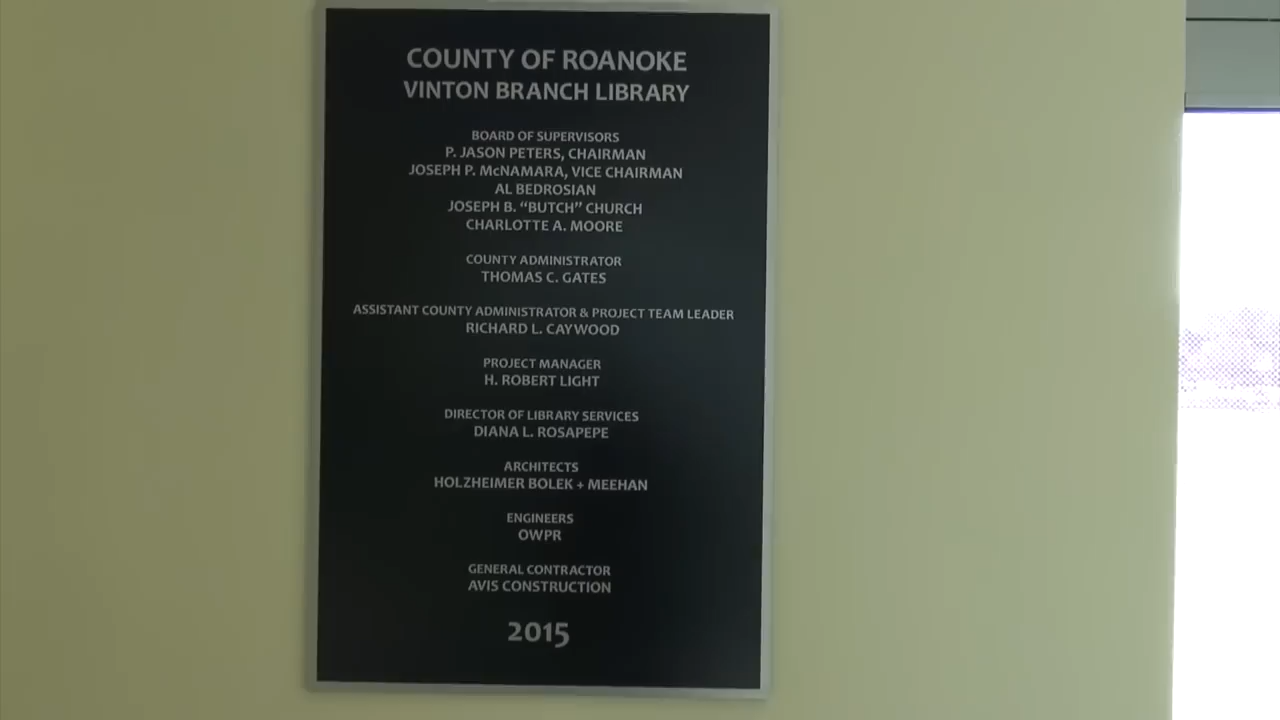 COUNTY OF ROANOKE
VINTON BRANCH LIBRARY
BOARD OF SUPERVISORS
P. JASON PETERS, CHAIRMAN
JOSEPH P. McNAMARA, VICE CHAIRMAN
AL BEDROSIAN
JOSEPH B. “BUTCH” CHURCH
CHARLOTTE A. MOORE
COUNTY ADMINISTRATOR
THOMAS C. GATES
ASSISTANT COUNTY ADMINISTRATOR & PROJECT TEAM LEADER
RICHARD L. CAYWOOD
PROJECT MANAGER
H. ROBERT LIGHT
DIRECTOR OF LIBRARY SERVICES
DIANA L. ROSAPEPE
ARCHITECTS
HOLZHEIMER BOLEK + MEEHAN
ENGINEERS
OWPR
GENERAL CONTRACTOR
AVIS CONSTRUCTION
2015